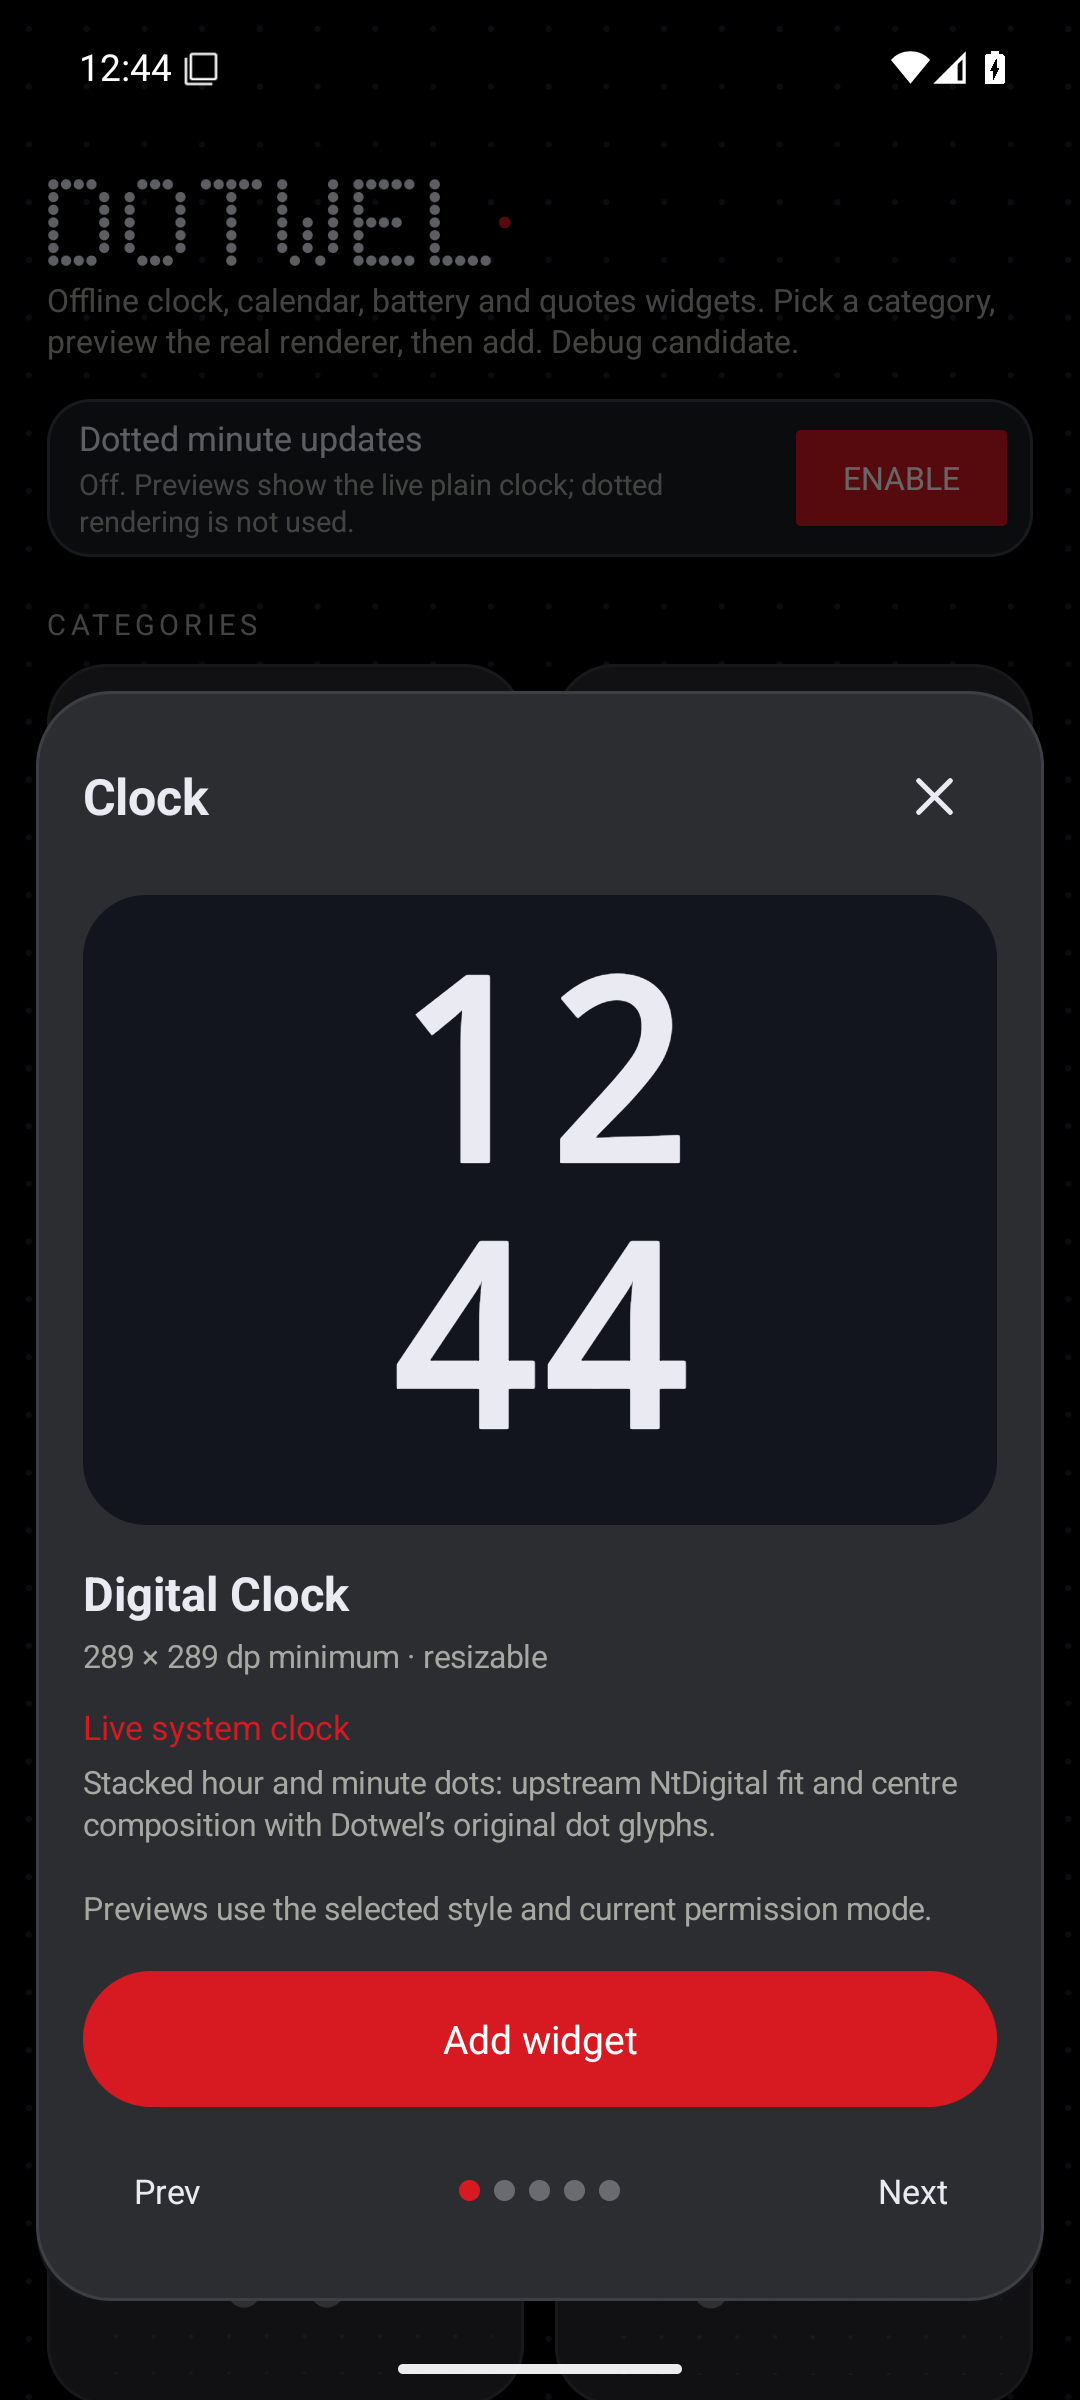 12:44
DOTWEL
Offline clock, calendar, battery and quotes widgets. Pick a category,
preview the real renderer, then add. Debug candidate.
Dotted minute updates
Off. Previews show the live plain clock; dotted
rendering is not used.
ENABLE
CATEGORIES
Clock
12
44
Digital Clock
289 × 289 dp minimum · resizable
Live system clock
Stacked hour and minute dots: upstream NtDigital fit and centre
composition with Dotwel’s original dot glyphs.
Previews use the selected style and current permission mode.
Add widget
Prev
Next